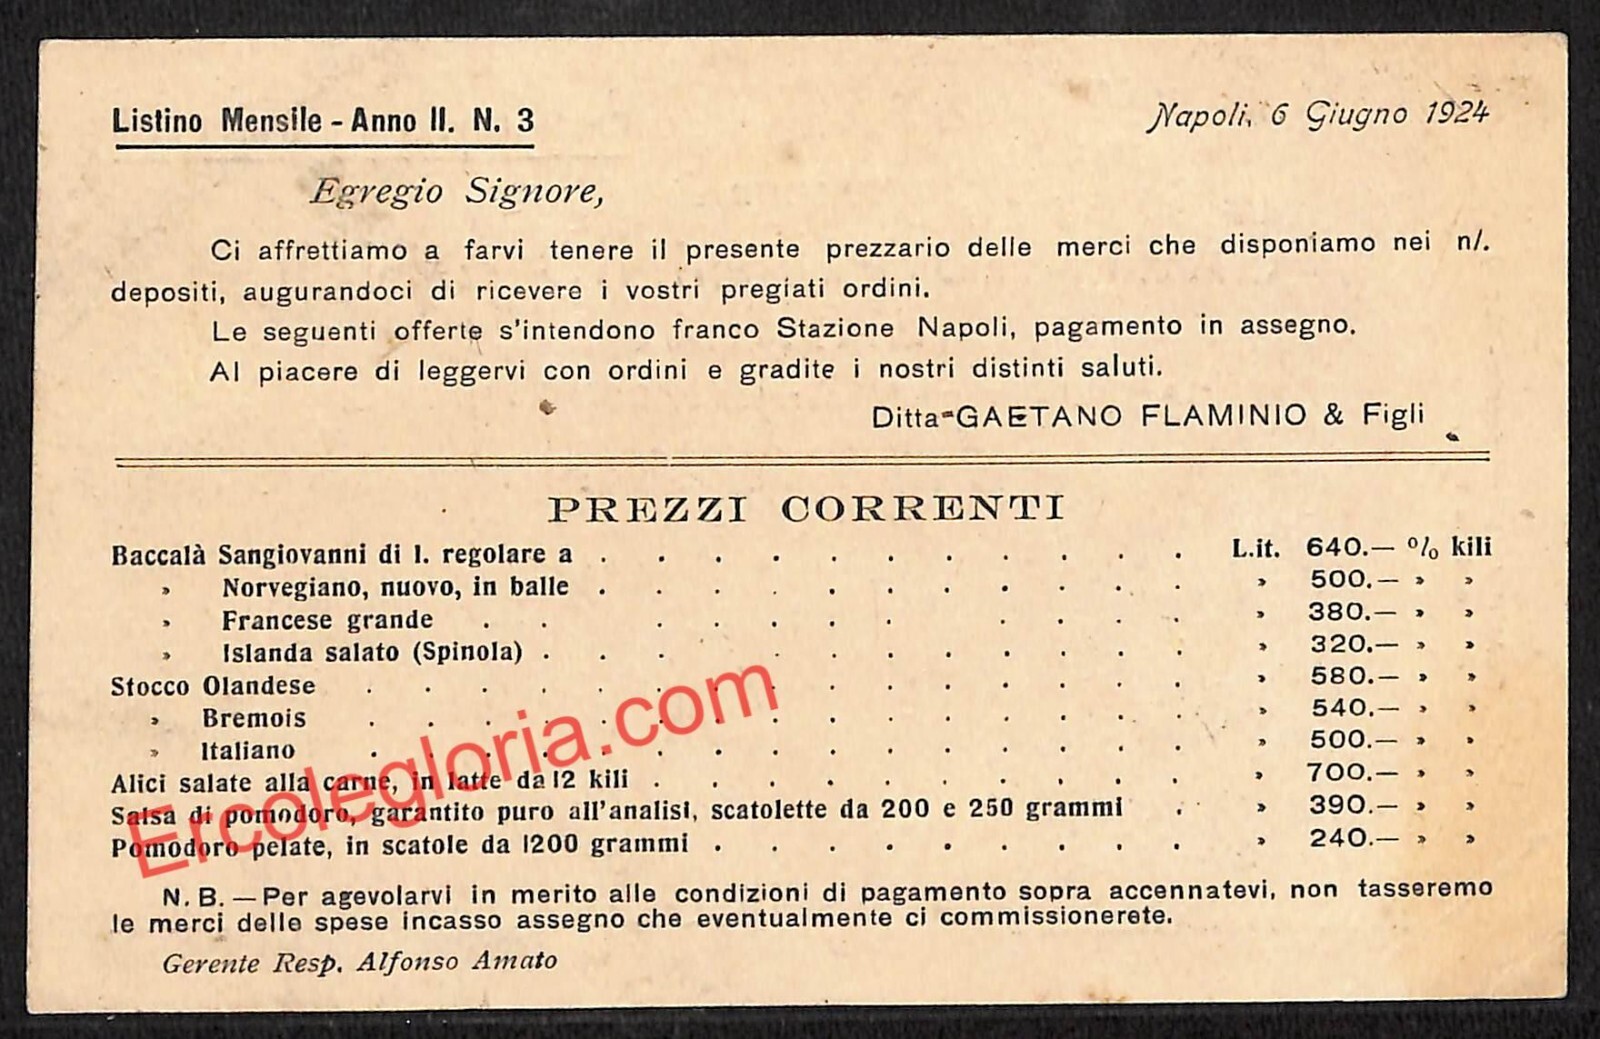 Listino Mensile - Anno II. N. 3
Napoli, 6 Giugno 1924
Egregio Signore,
Ci affrettiamo a farvi tenere il presente prezzario delle merci che disponiamo nei n/.
depositi, augurandoci di ricevere i vostri pregiati ordini.
Le seguenti offerte s'intendono franco Stazione Napoli, pagamento in assegno.
Al piacere di leggervi con ordini e gradite i nostri distinti saluti.
Ditta-GAETANO FLAMINIO & Figli
PREZZI CORRENTI
Baccalà Sangiovanni di I. regolare a . . . . . . . . . . . L.it. 640.— % kili
» Norvegiano, nuovo, in balle . . . . . . . . . . . » 500.— » »
» Francese grande . . . . . . . . . . . » 380.— » »
» Islanda salato (Spinola) . . . . . . . . . . . . » 320.— » »
Stocco Olandese . . . . . . . . . . . . . . . » 580.— » »
» Bremois . . . . . . . . . . . . . . . » 540.— » »
» Italiano . . . . . . . . . . . . . . . » 500.— » »
Alici salate alla carne, in latte da 12 kili . . . . . . . . . . » 700.— » »
Salsa di pomodoro, garantito puro all'analisi, scatolette da 200 e 250 grammi . » 390.— » »
Pomodoro pelate, in scatole da 1200 grammi . . . . . . . . . » 240.— » »
N. B. — Per agevolarvi in merito alle condizioni di pagamento sopra accennatevi, non tasseremo
le merci delle spese incasso assegno che eventualmente ci commissionerete.
Gerente Resp. Alfonso Amato
Ercolegloria.com